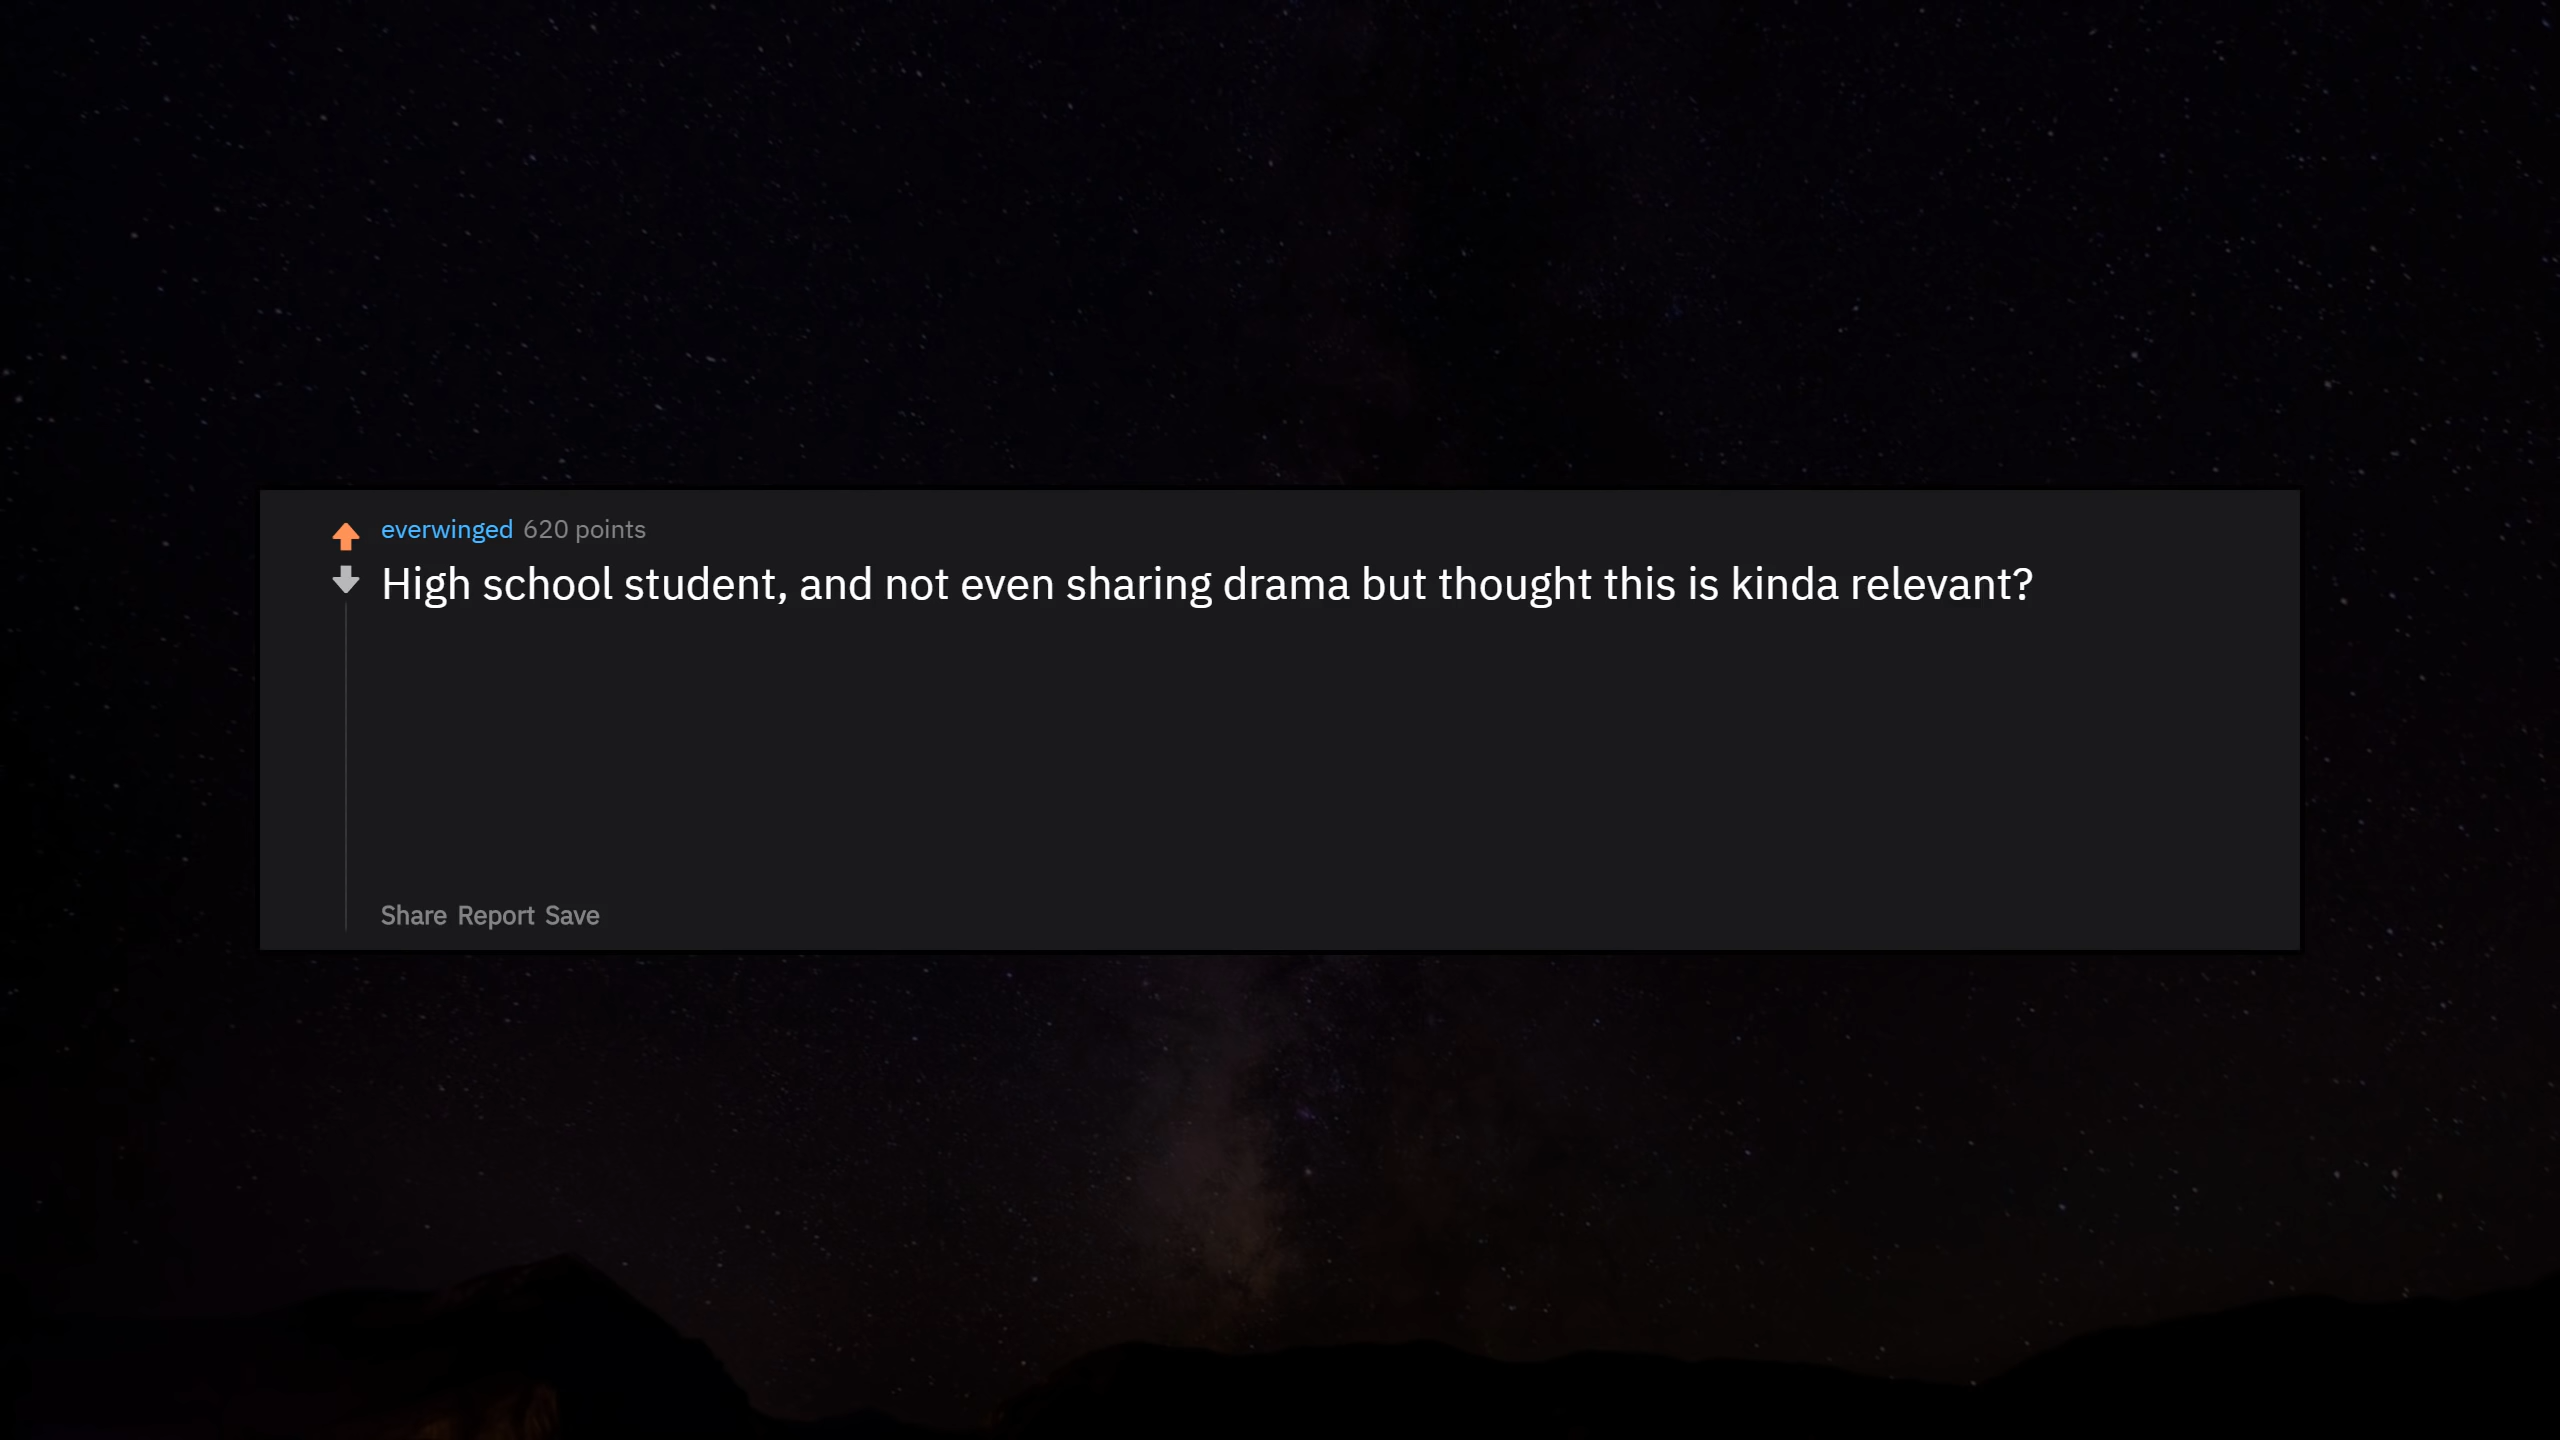 everwinged 620 points
High school student, and not even sharing drama but thought this is kinda relevant?
Share Report Save